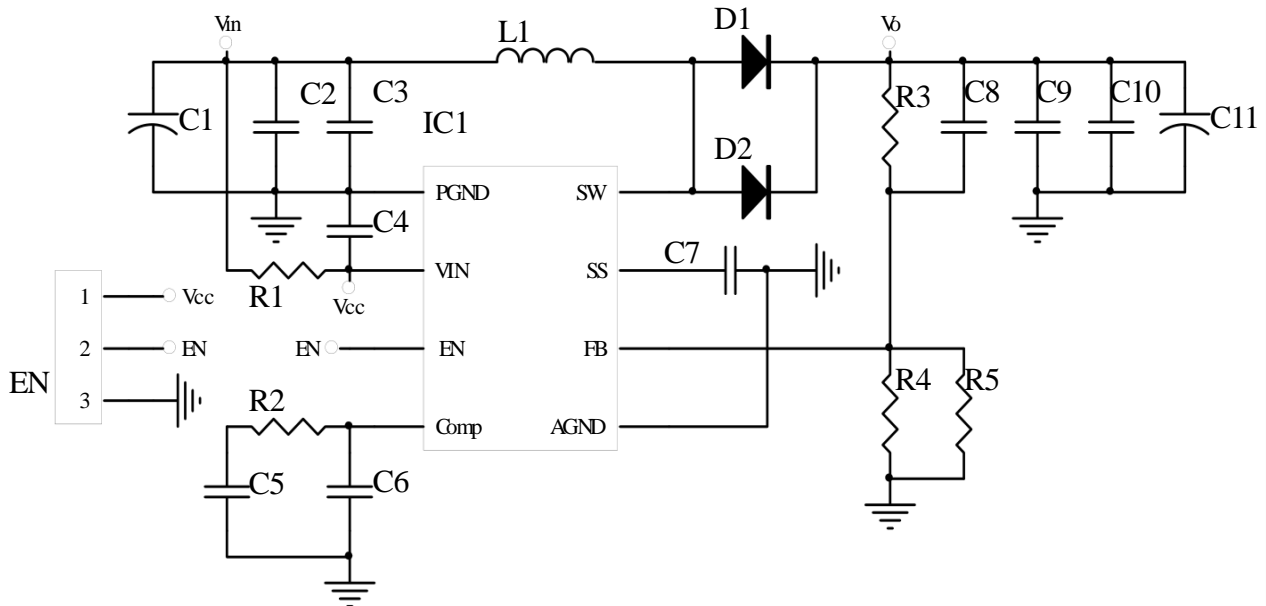 Vin
L1
D1
Vo
C1
C2
C3
IC1
D2
R3
C8
C9
C10
C11
PGND
SW
C4
C7
R1
Vcc
VIN
SS
1
Vcc
2
EN
EN
EN
FB
EN
3
R2
Comp
AGND
R4
R5
C5
C6